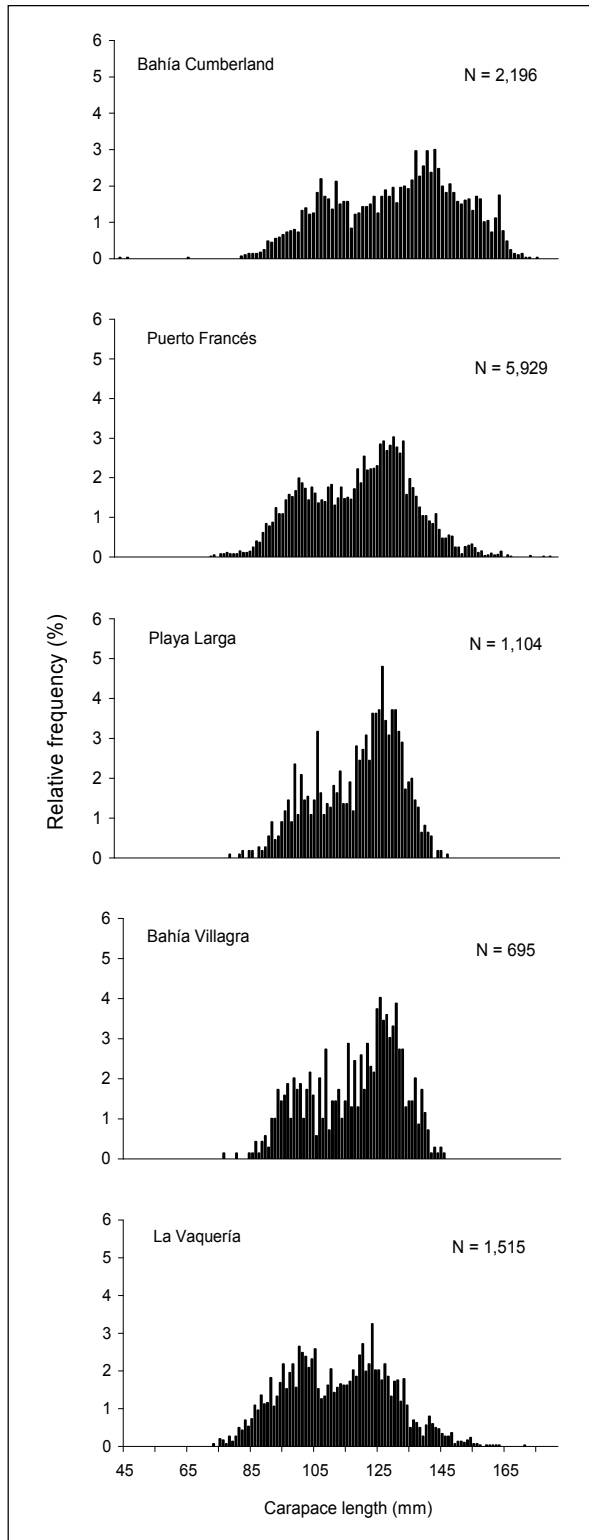 6
5
4
3
2
1
0
Bahía Cumberland
N = 2,196
6
5
4
3
2
1
0
Puerto Francés
N = 5,929
Relative frequency (%)
6
5
4
3
2
1
0
Playa Larga
N = 1,104
6
5
4
3
2
1
0
Bahía Villagra
N = 695
6
5
4
3
2
1
0
La Vaquería
N = 1,515
45 65 85 105 125 145 165
Carapace length (mm)